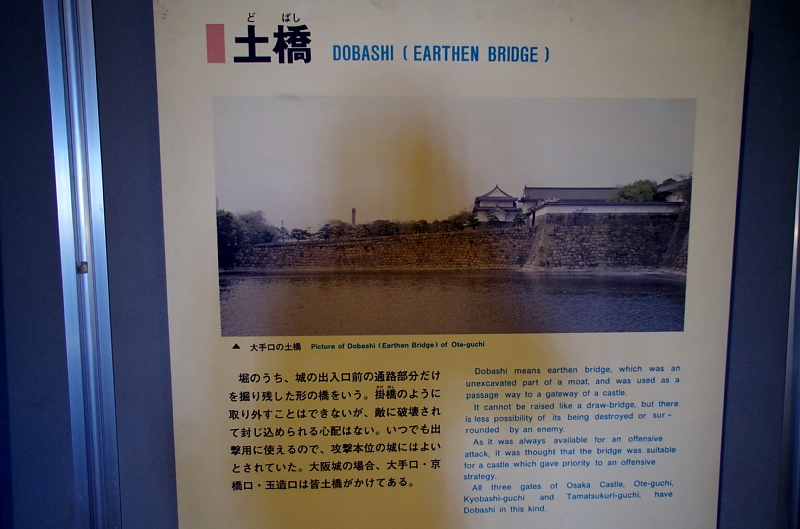 ど ばし
土橋 DOBASHI ( EARTHEN BRIDGE )
▲ 大手口の土橋 Picture of Dobashi (Earthen Bridge) of Ote-guchi
堀のうち、城の出入口前の通路部分だけ
を掘り残した形の橋をいう。掛橋のように
取り外すことはできないが、敵に破壊され
て封じ込められる心配はない。いつでも出
撃用に使えるので、攻撃本位の城にはよい
とされていた。大阪城の場合、大手口・京
橋口・玉造口は皆土橋がかけてある。
Dobashi means earthen bridge, which was an
unexcavated part of a moat, and was used as a
passage way to a gateway of a castle.
It cannot be raised like a draw-bridge, but there
is less possibility of its being destroyed or sur-
rounded by an enemy.
As it was always available for an offensive
attack, it was thought that the bridge was suitable
for a castle which gave priority to an offensive
strategy.
All three gates of Osaka Castle, Ote-guchi,
Kyobashi-guchi and Tamatsukuri-guchi, have
Dobashi in this kind.